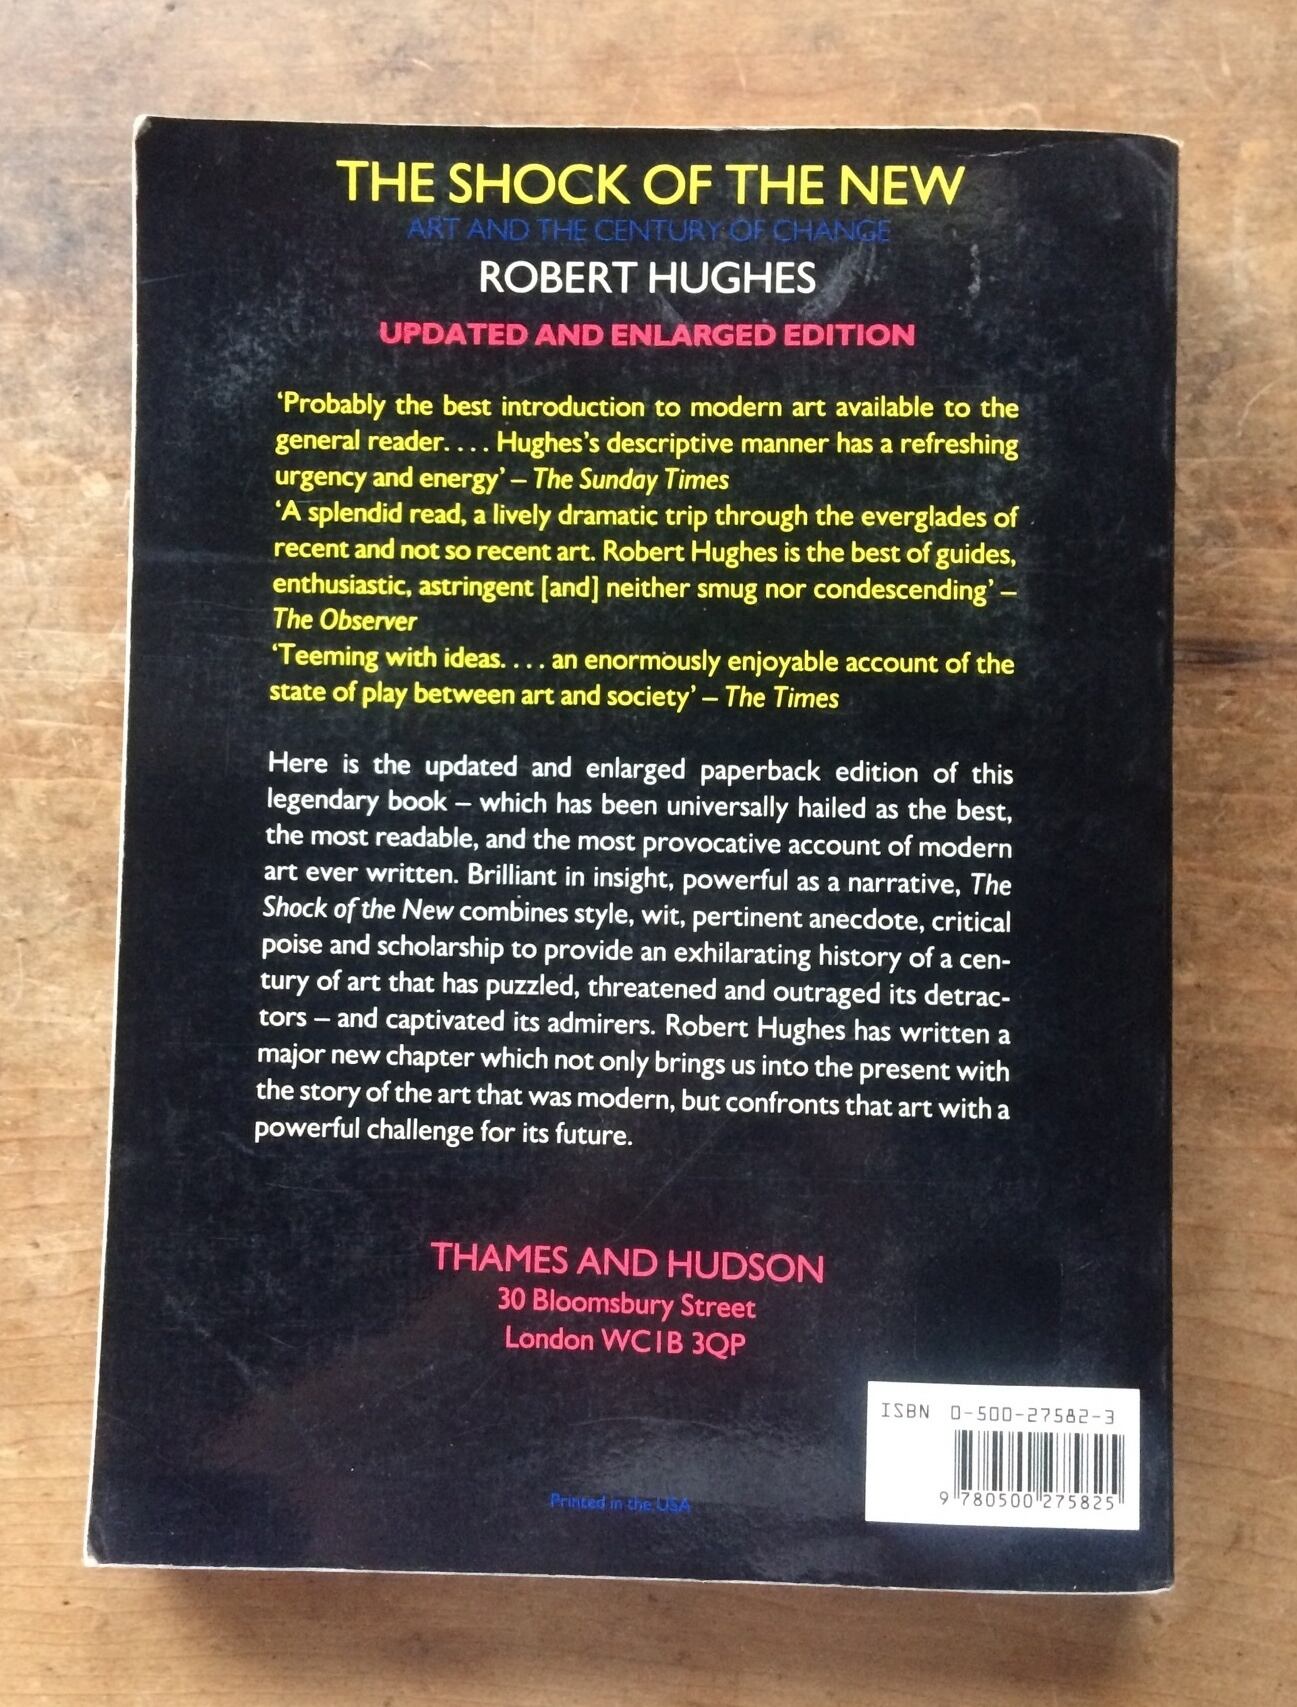 THE SHOCK OF THE NEW
ART AND THE CENTURY OF CHANGE
ROBERT HUGHES
UPDATED AND ENLARGED EDITION
‘Probably the best introduction to modern art available to the
general reader. . . . Hughes’s descriptive manner has a refreshing
urgency and energy’ – The Sunday Times
‘A splendid read, a lively dramatic trip through the everglades of
recent and not so recent art. Robert Hughes is the best of guides,
enthusiastic, astringent [and] neither smug nor condescending’ –
The Observer
‘Teeming with ideas. . . . an enormously enjoyable account of the
state of play between art and society’ – The Times
Here is the updated and enlarged paperback edition of this
legendary book – which has been universally hailed as the best,
the most readable, and the most provocative account of modern
art ever written. Brilliant in insight, powerful as a narrative, The
Shock of the New combines style, wit, pertinent anecdote, critical
poise and scholarship to provide an exhilarating history of a cen-
tury of art that has puzzled, threatened and outraged its detrac-
tors – and captivated its admirers. Robert Hughes has written a
major new chapter which not only brings us into the present with
the story of the art that was modern, but confronts that art with a
powerful challenge for its future.
THAMES AND HUDSON
30 Bloomsbury Street
London WC1B 3QP
ISBN 0-500-27582-3
9 780500 275825
Printed in the USA